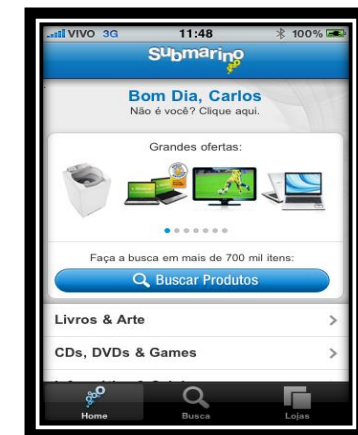 VIVO 3G 11:48 100%
Submarino
Bom Dia, Carlos
Não é você? Clique aqui.
Grandes ofertas:
Faça a busca em mais de 700 mil itens:
Buscar Produtos
Livros & Arte
CDs, DVDs & Games
Home Busca Lojas